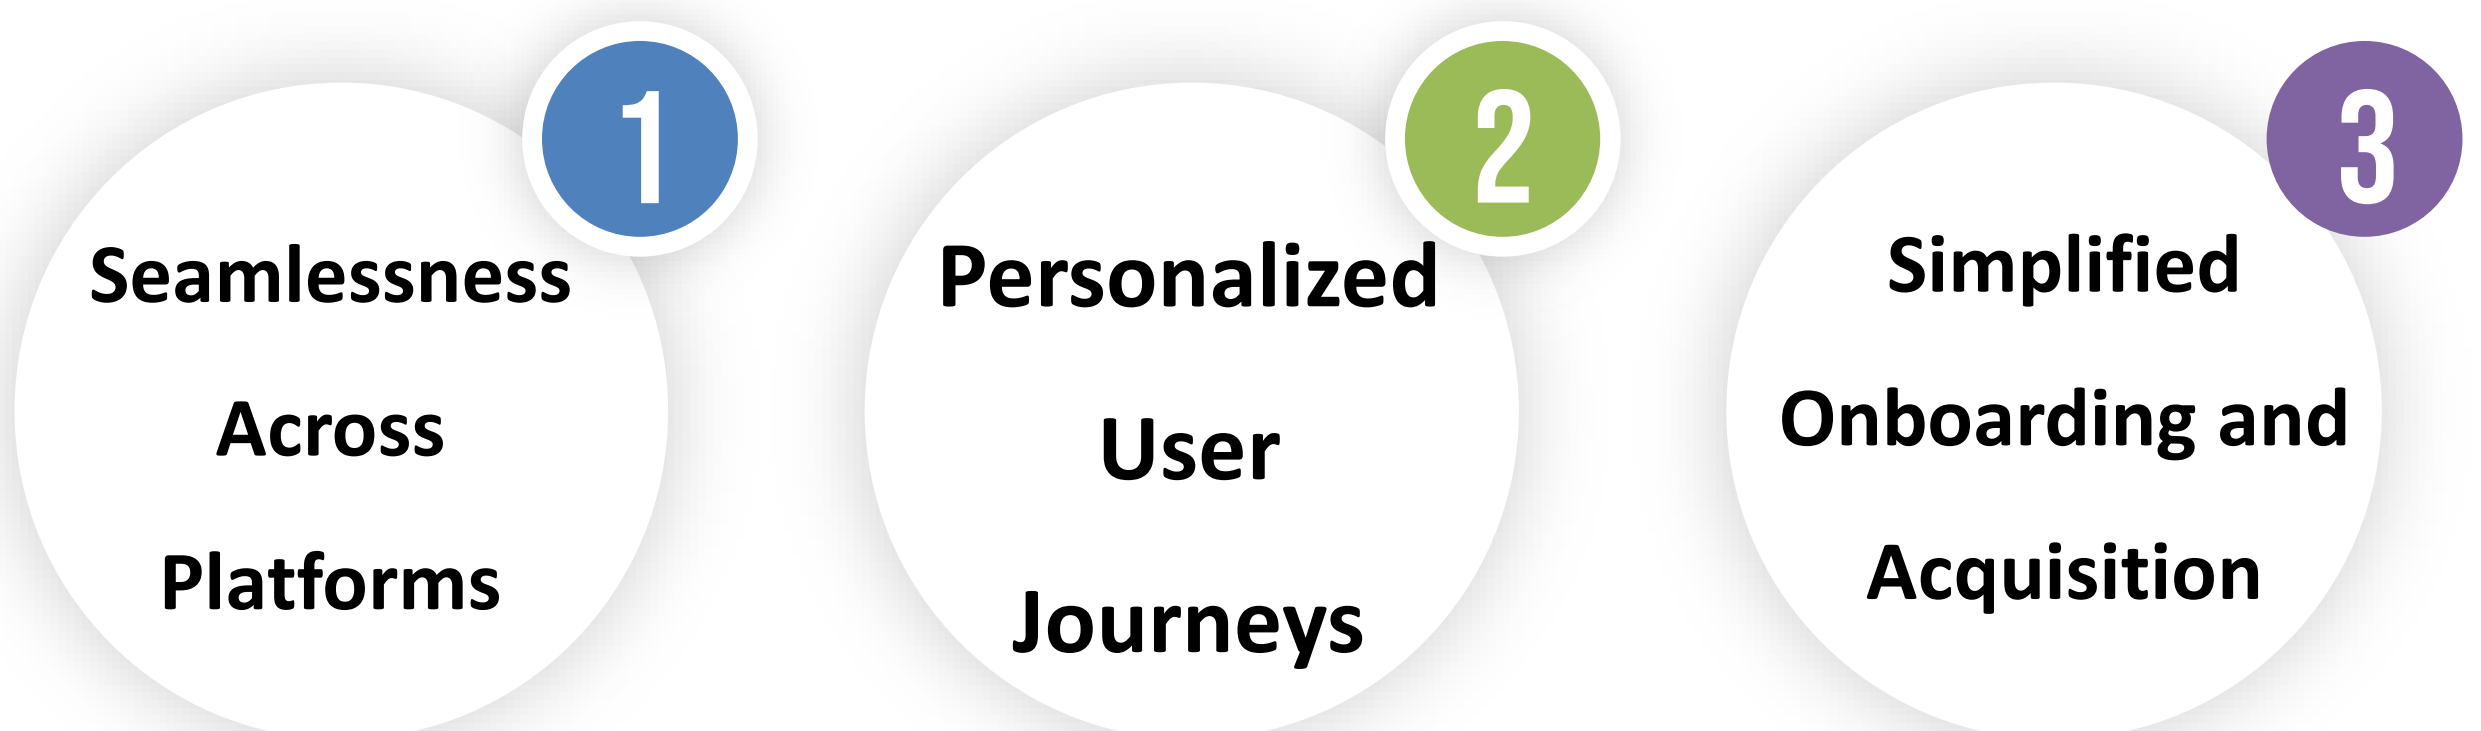 1
Seamlessness
Across
Platforms
2
Personalized
User
Journeys
3
Simplified
Onboarding and
Acquisition